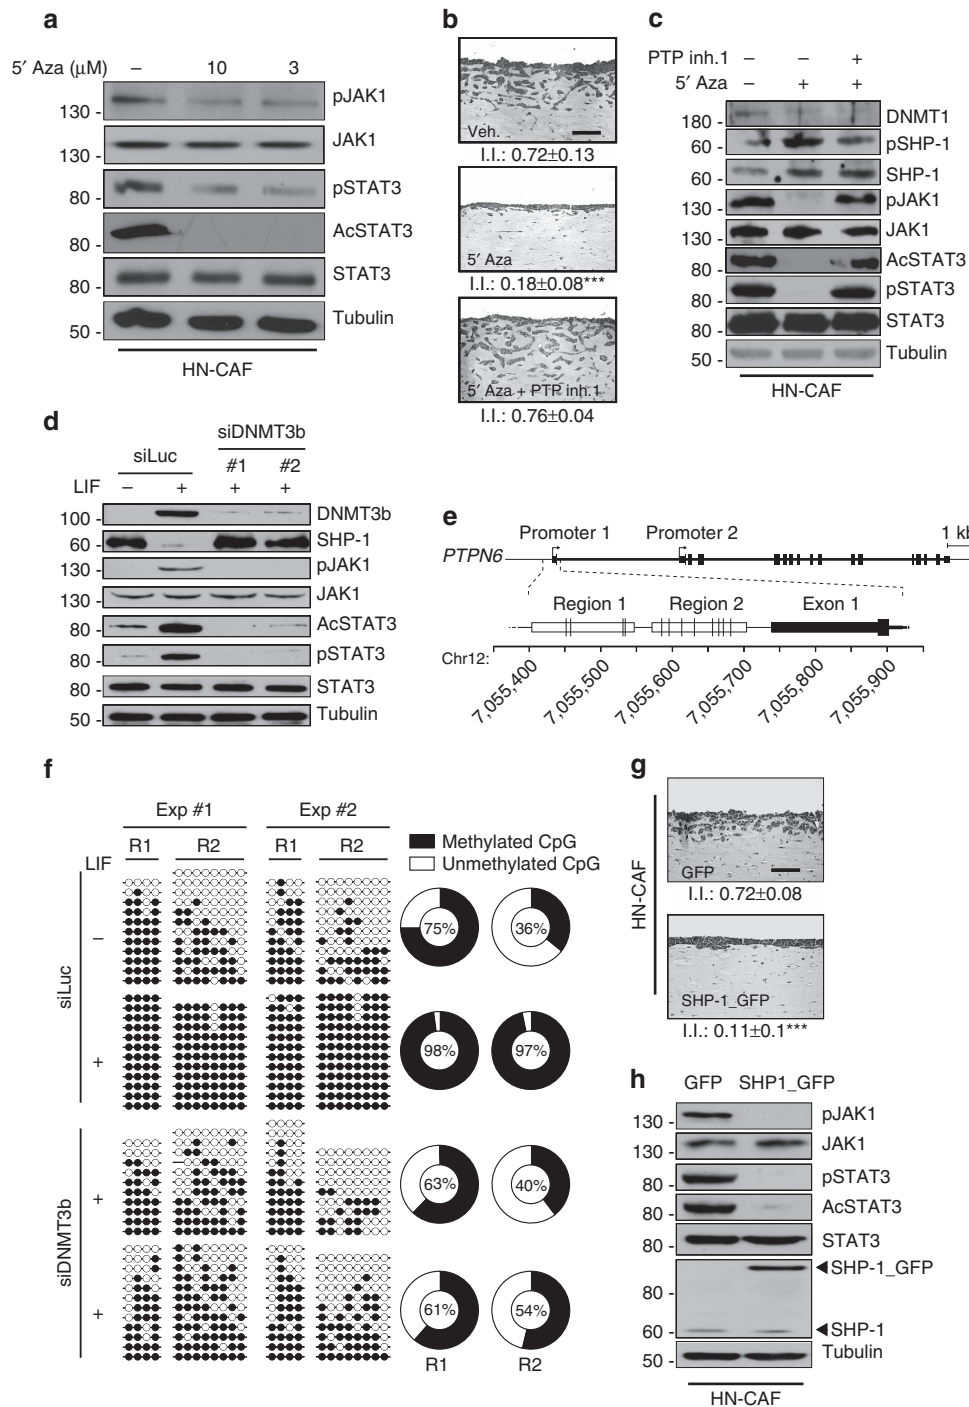 a
5′ Aza (μM) – 10 3
130 - pJAK1
130 - JAK1
80 - pSTAT3
80 - AcSTAT3
80 - STAT3
50 - Tubulin
HN-CAF
b
Veh.
I.I.: 0.72±0.13
5′ Aza
I.I.: 0.18±0.08***
5′ Aza + PTP inh.1
I.I.: 0.76±0.04
c
PTP inh.1 – – +
5′ Aza – + +
180 - DNMT1
60 - pSHP-1
60 - SHP-1
130 - pJAK1
130 - JAK1
80 - AcSTAT3
80 - pSTAT3
80 - STAT3
50 - Tubulin
HN-CAF
d
siLuc siDNMT3b
#1 #2
LIF – + + +
100 - DNMT3b
60 - SHP-1
130 - pJAK1
130 - JAK1
80 - AcSTAT3
80 - pSTAT3
80 - STAT3
50 - Tubulin
e
Promoter 1 Promoter 2 1 kb
PTPN6
Region 1 Region 2 Exon 1
Chr12:
7,055,400 7,055,500 7,055,600 7,055,700 7,055,800 7,055,900
f
Exp #1 Exp #2
R1 R2 R1 R2
Methylated CpG
Unmethylated CpG
LIF
siLuc
– 75% 36%
+ 98% 97%
siDNMT3b
+ 63% 40%
+ 61% 54%
R1 R2
g
HN-CAF
GFP
I.I.: 0.72±0.08
SHP-1_GFP
I.I.: 0.11±0.1***
h
GFP SHP1_GFP
130 - pJAK1
130 - JAK1
80 - pSTAT3
80 - AcSTAT3
80 - STAT3
SHP-1_GFP
80 -
60 - SHP-1
50 - Tubulin
HN-CAF